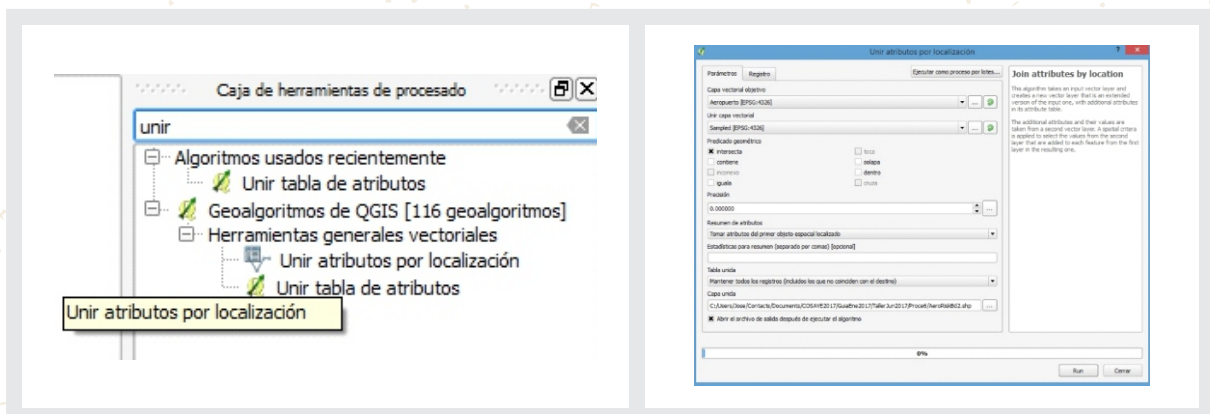 Caja de herramientas de procesado
unir
Algoritmos usados recientemente
Unir tabla de atributos
Geoalgoritmos de QGIS [116 geoalgoritmos]
Herramientas generales vectoriales
Unir atributos por localización
Unir tabla de atributos
Unir atributos por localización
Unir atributos por localización
Parámetros Registro Ejecutar como proceso por lotes...
Capa vectorial objetivo
Aeropuerto [EPSG:4326]
Unir capa vectorial
Sampled [EPSG:4326]
Predicado geométrico
intersecta toca
contiene solapa
inconexo dentro
iguala cruza
Precisión
0.000000
Resumen de atributos
Tomar atributos del primer objeto espacial localizado
Estadísticas para resumen (separado por comas) [opcional]
Tabla unida
Mantener todos los registros (incluidos los que no coinciden con el destino)
Capa unida
Abrir el archivo de salida después de ejecutar el algoritmo
Join attributes by location
This algorithm takes an input vector layer and
creates a new vector layer that is an extended
version of the input one, with additional attributes
in its attribute table.
The additional attributes and their values are
taken from a second vector layer. A spatial criteria
is applied to select the values from the second
layer that are added to each feature from the first
layer in the resulting one.
0%
Run Cerrar